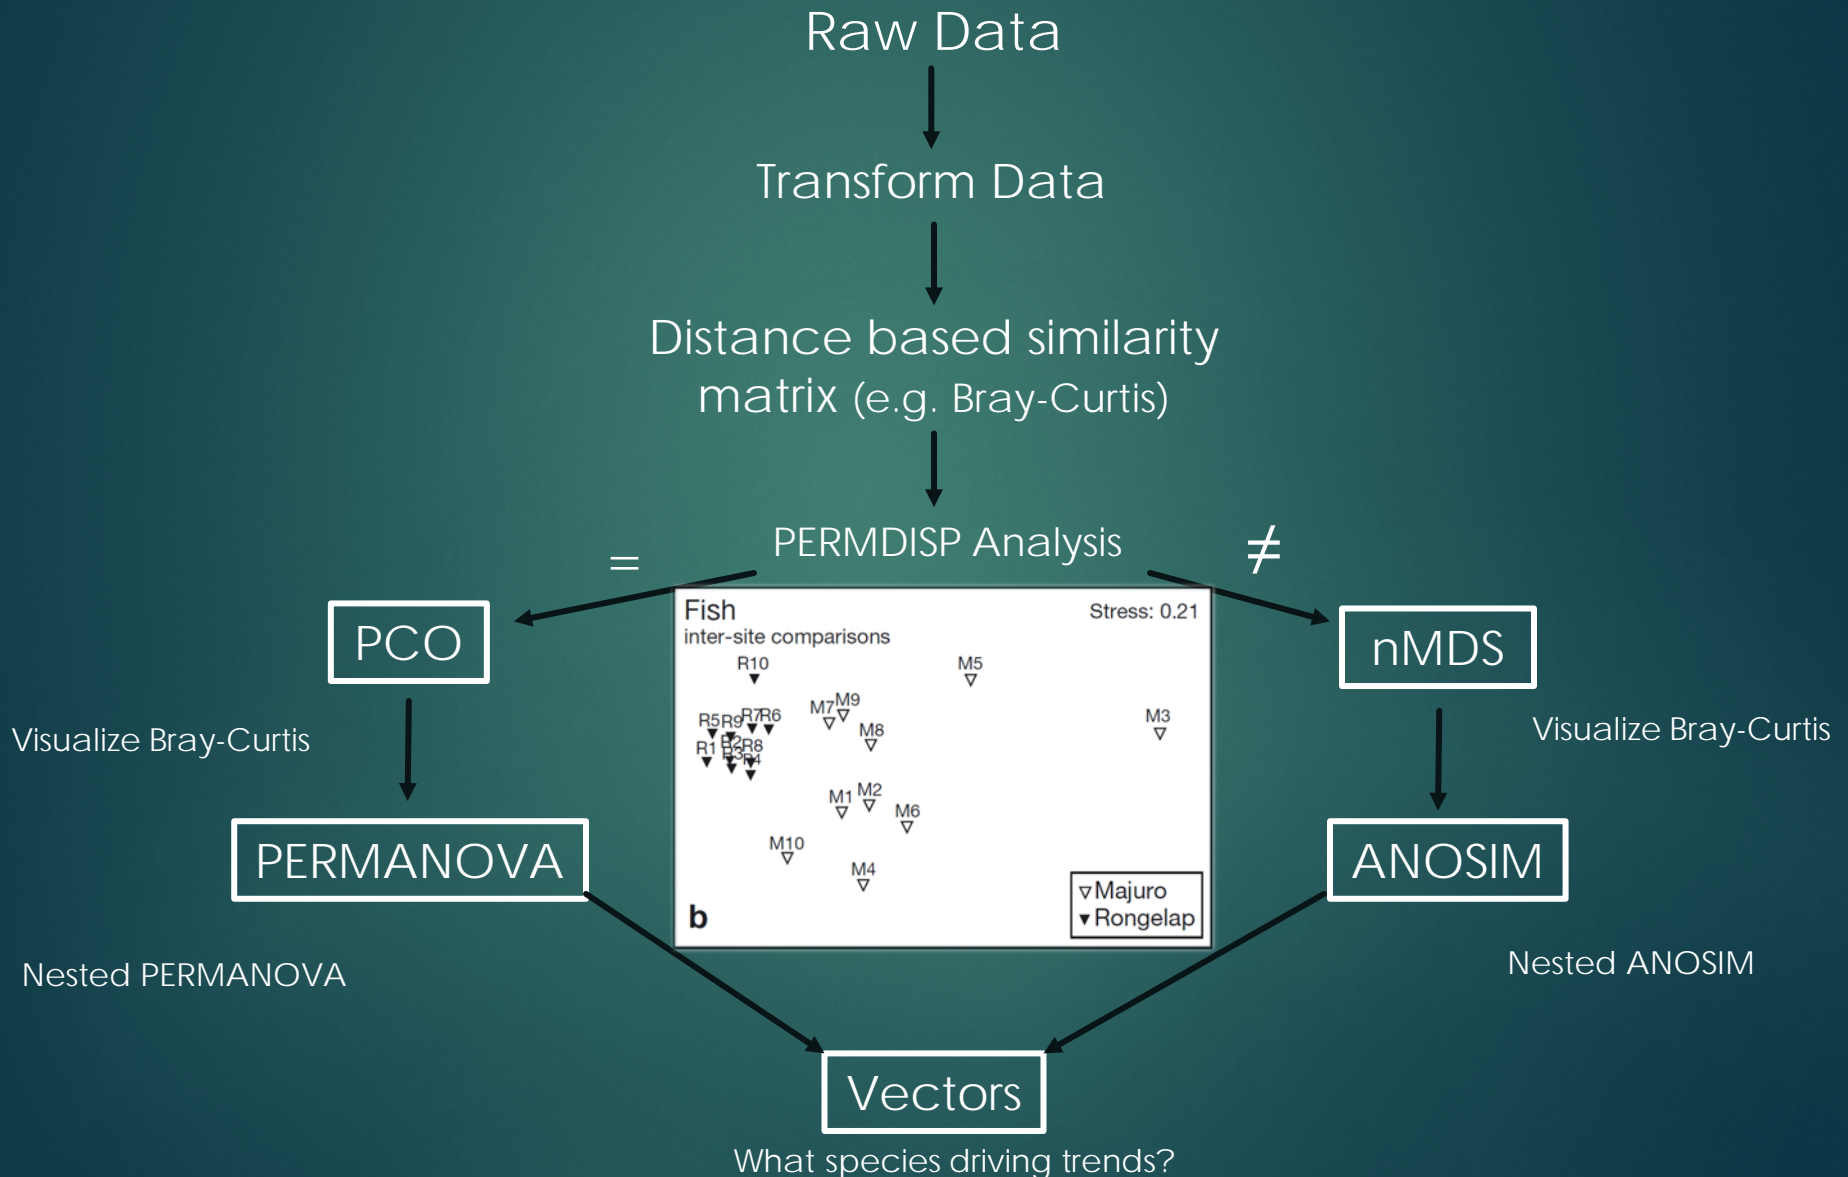 Raw Data
Transform Data
Distance based similarity
matrix (e.g. Bray-Curtis)
PERMDISP Analysis
=
≠
PCO
nMDS
Visualize Bray-Curtis
Visualize Bray-Curtis
PERMANOVA
ANOSIM
Nested PERMANOVA
Nested ANOSIM
Fish
Stress: 0.21
inter-site comparisons
R10
M5
M7
M9
M3
R5
R9
R7
R6
M8
R1
R2
R8
R3
R4
M1
M2
M6
M10
M4
Majuro
Rongelap
b
Vectors
What species driving trends?